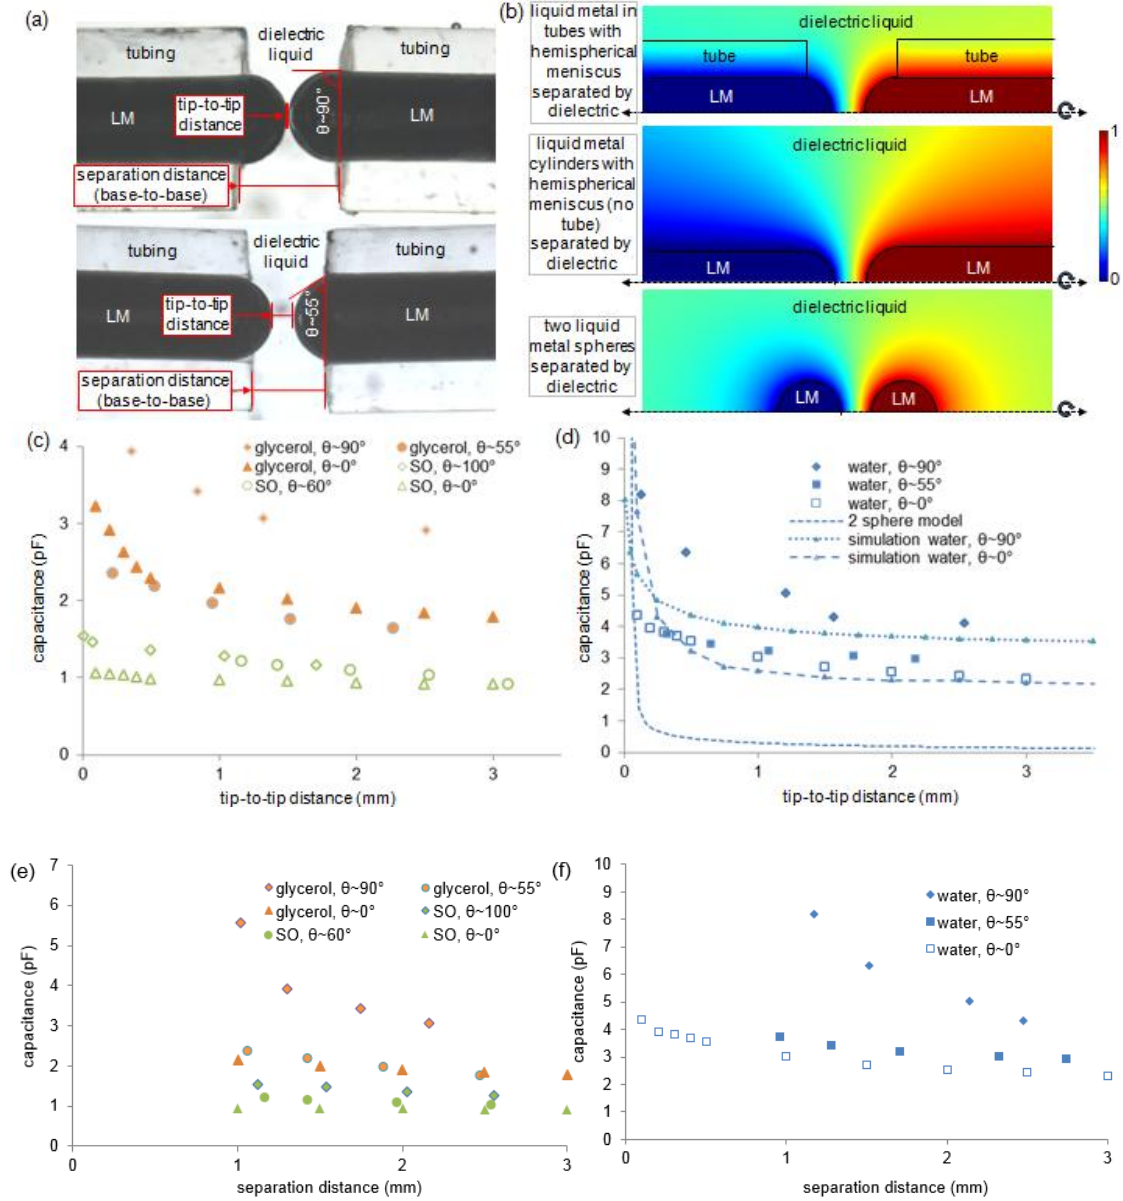 (a)
dielectric
liquid
tubing
tubing
tip-to-tip
distance
LM
LM
θ~90°
separation distance
(base-to-base)
tubing
dielectric
liquid
tubing
tip-to-tip
distance
LM
LM
θ~55°
separation distance
(base-to-base)
(b)
liquid metal in
tubes with
hemispherical
meniscus
separated by
dielectric
dielectric liquid
tube
tube
LM
LM
liquid metal
cylinders with
hemispherical
meniscus (no
tube)
separated by
dielectric
dielectric liquid
LM
LM
1
0
two liquid
metal spheres
separated by
dielectric
dielectric liquid
LM
LM
(c)
glycerol, θ~90°
glycerol, θ~55°
glycerol, θ~0°
SO, θ~100°
SO, θ~60°
SO, θ~0°
capacitance (pF)
4
3
2
1
0
0
1
2
3
tip-to-tip distance (mm)
(d)
water, θ~90°
water, θ~55°
water, θ~0°
2 sphere model
simulation water, θ~90°
simulation water, θ~0°
capacitance (pF)
10
9
8
7
6
5
4
3
2
1
0
0
1
2
3
tip-to-tip distance (mm)
(e)
glycerol, θ~90°
glycerol, θ~55°
glycerol, θ~0°
SO, θ~100°
SO, θ~60°
SO, θ~0°
capacitance (pF)
7
6
5
4
3
2
1
0
0
1
2
3
separation distance (mm)
(f)
water, θ~90°
water, θ~55°
water, θ~0°
capacitance (pF)
10
9
8
7
6
5
4
3
2
1
0
0
1
2
3
separation distance (mm)